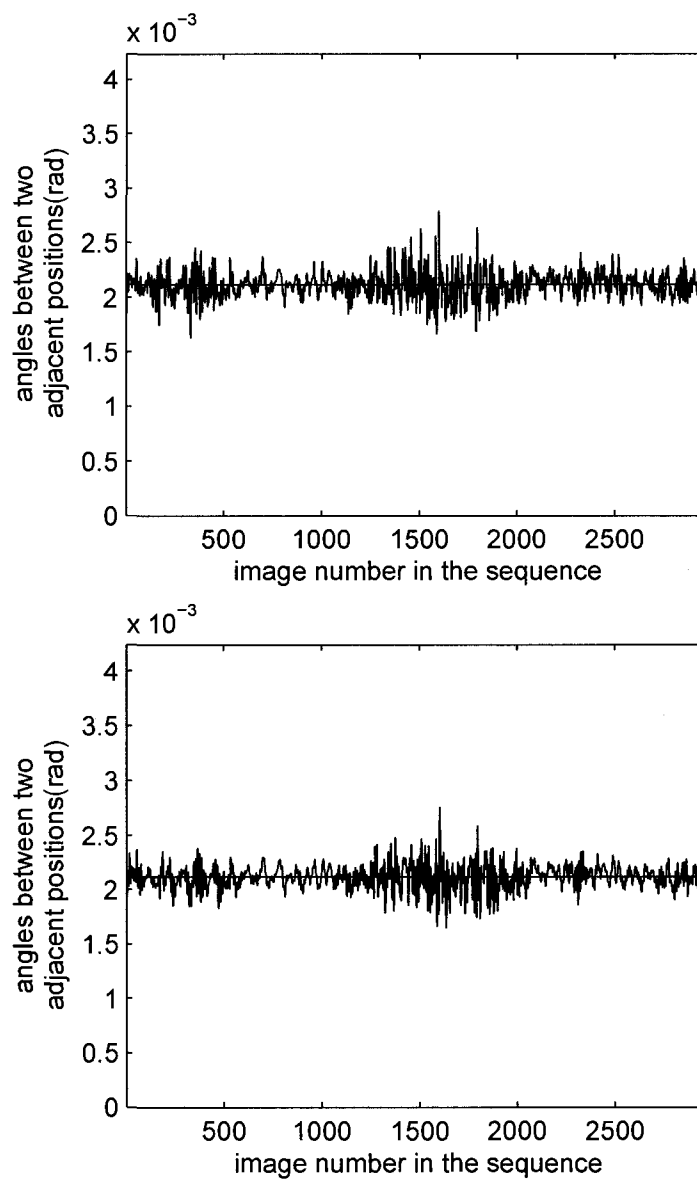 x 10⁻³
4
3.5
3
2.5
2
1.5
1
0.5
0
angles between two
adjacent positions(rad)
500 1000 1500 2000 2500
image number in the sequence
x 10⁻³
4
3.5
3
2.5
2
1.5
1
0.5
0
angles between two
adjacent positions(rad)
500 1000 1500 2000 2500
image number in the sequence